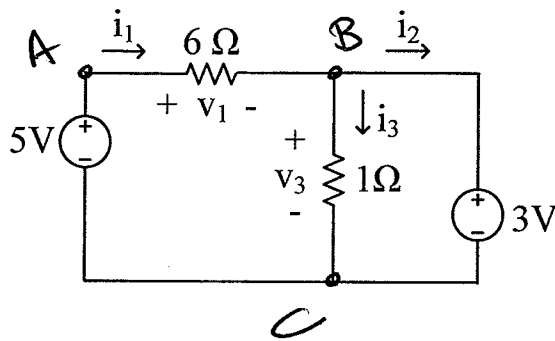 A
i1
6 Ω
B
i2
+ v1 -
i3
5V
+
-
+
v3
-
1Ω
+
-
3V
C